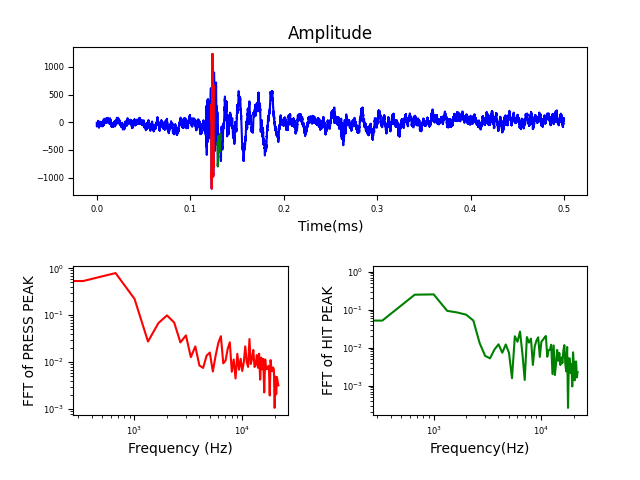 Amplitude
1000
500
0
−500
−1000
0.0 0.1 0.2 0.3 0.4 0.5
Time(ms)
FFT of PRESS PEAK
10⁰
10⁻¹
10⁻²
10⁻³
10³ 10⁴
Frequency (Hz)
FFT of HIT PEAK
10⁰
10⁻¹
10⁻²
10⁻³
10³ 10⁴
Frequency(Hz)